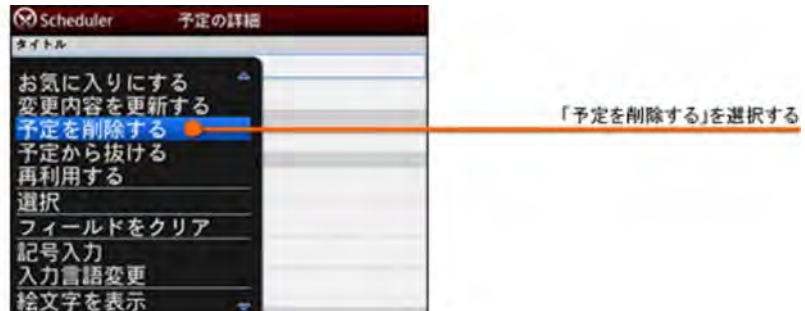 Scheduler 予定の詳細
タイトル
お気に入りにする
変更内容を更新する
予定を削除する
「予定を削除する」を選択する
予定から抜ける
再利用する
選択
フィールドをクリア
記号入力
入力言語変更
絵文字を表示